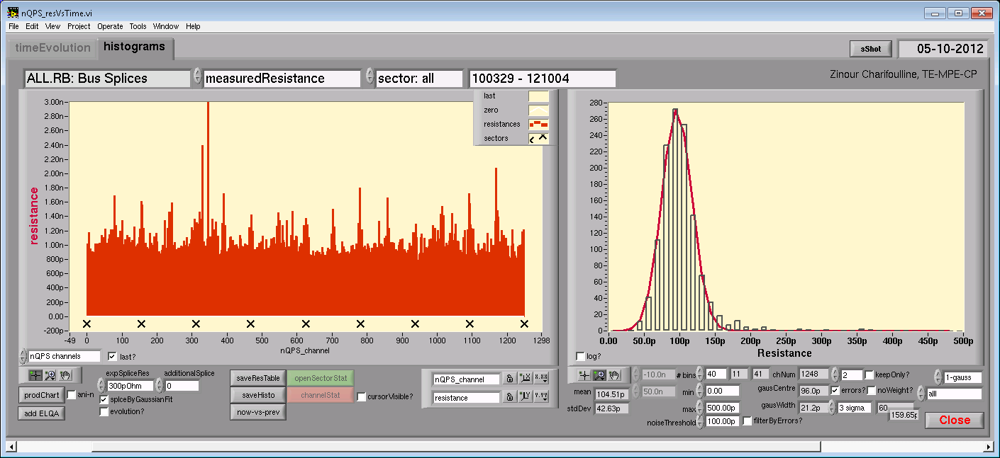 nQPS_resVsTime.vi
File Edit View Project Operate Tools Window Help
timeEvolution histograms sShot 05-10-2012
ALL.RB: Bus Splices measuredResistance sector: all 100329 - 121004 Zinour Charifoulline, TE-MPE-CP
last
zero
resistances
sectors
resistance
3.00n
2.80n
2.60n
2.40n
2.20n
2.00n
1.80n
1.60n
1.40n
1.20n
1.00n
800p
600p
400p
200p
0.00
-200p
-49 0 100 200 300 400 500 600 700 800 900 1000 1100 1200 1298
nQPS_channel
280
260
240
220
200
180
160
140
120
100
80
60
40
20
0
0.00 50.0p 100p 150p 200p 250p 300p 350p 400p 450p 500p
Resistance
nQPS channels last? log?
expSpliceRes additionalSplice
300pOhm 0
prodChart ani-n
splceByGaussianFit
add ELQA evolution?
saveResTable openSectorStat
saveHisto channelStat
now-vs-prev
cursorVisible?
nQPS_channel
resistance
-10.0n # bins 40 11 41 chNum 1248 2 keepOnly? 1-gauss
mean 104.51p 50.0n min 0.00 gausCentre 96.0p errors? noWeight? alll
stdDev 42.63p max 500.00p gausWidth 21.2p 3 sigma 60
159.65p
noiseThreshold 100.00p filterByErrors? Close